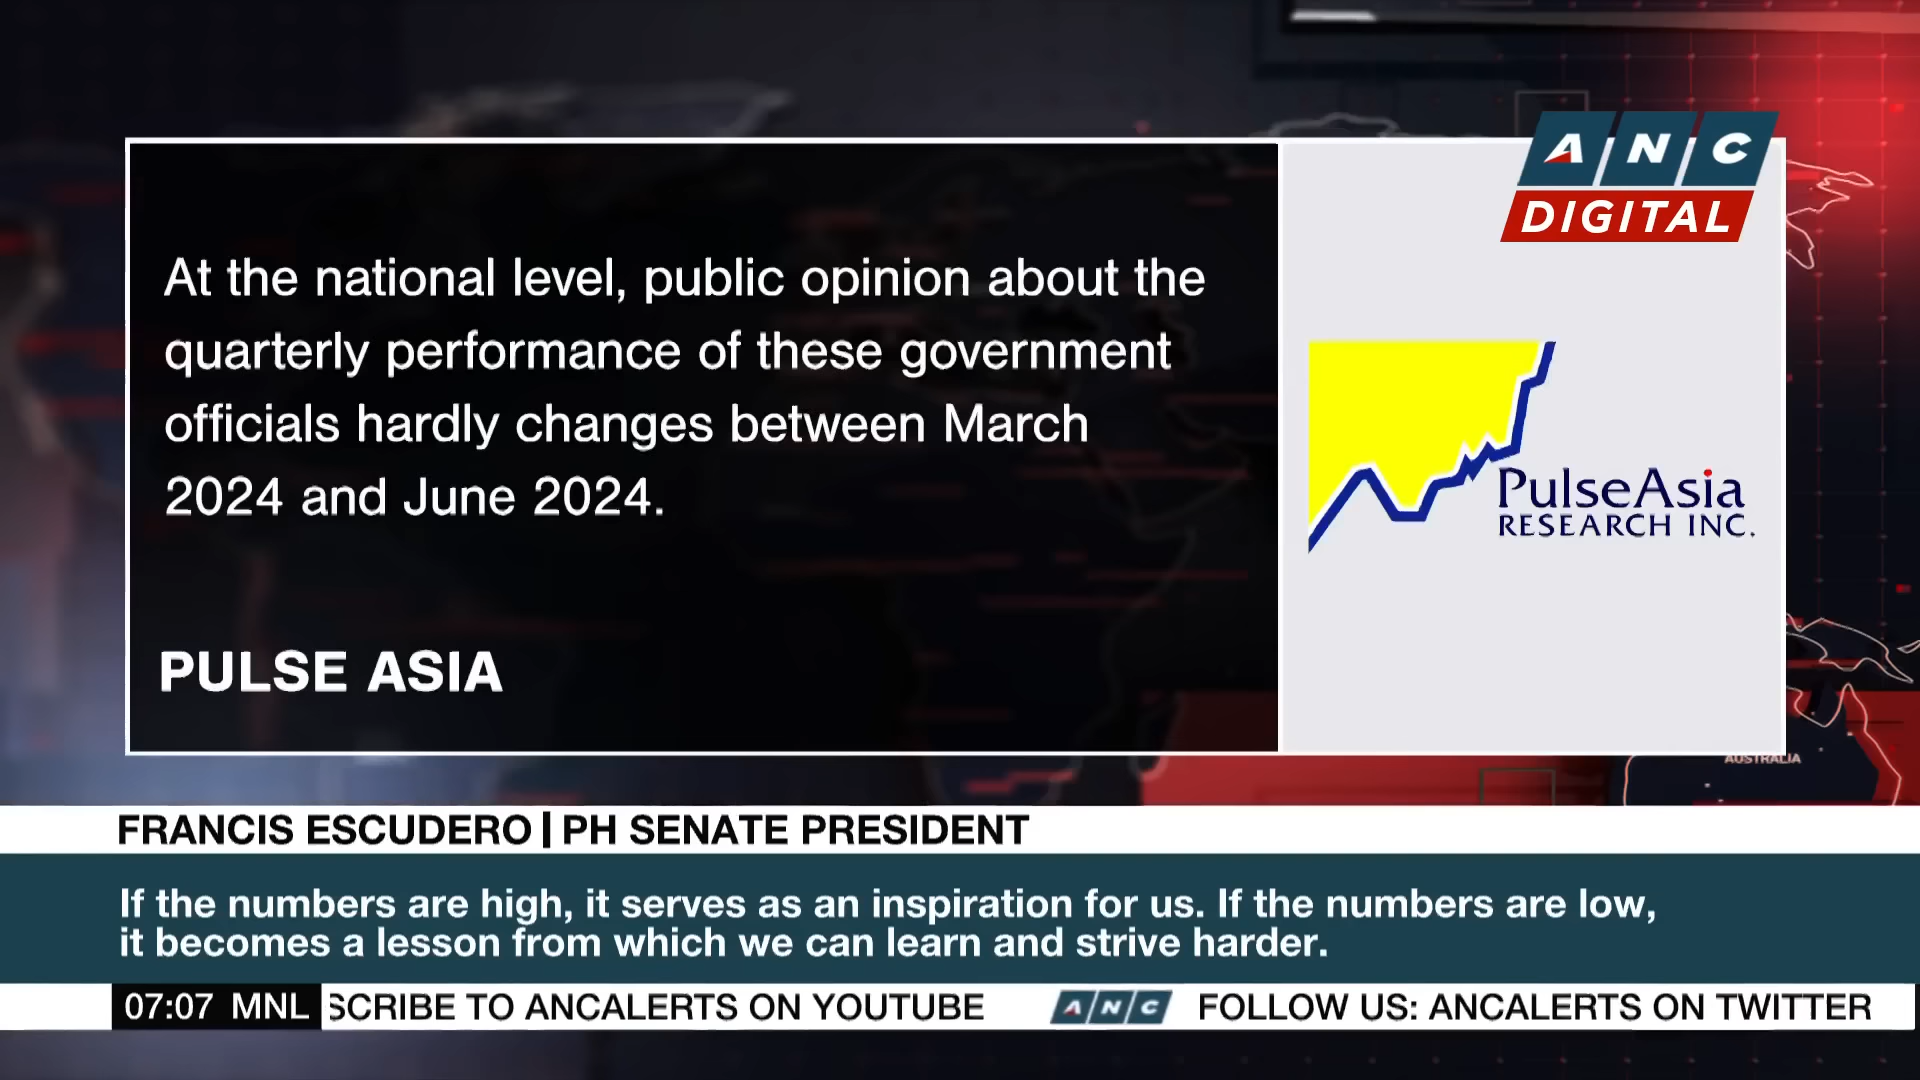 ANC
DIGITAL
At the national level, public opinion about the
quarterly performance of these government
officials hardly changes between March
2024 and June 2024.
PULSE ASIA
PulseAsia
RESEARCH INC.
AUSTRALIA
FRANCIS ESCUDERO | PH SENATE PRESIDENT
If the numbers are high, it serves as an inspiration for us. If the numbers are low,
it becomes a lesson from which we can learn and strive harder.
07:07 MNL SCRIBE TO ANCALERTS ON YOUTUBE ANC FOLLOW US: ANCALERTS ON TWITTER